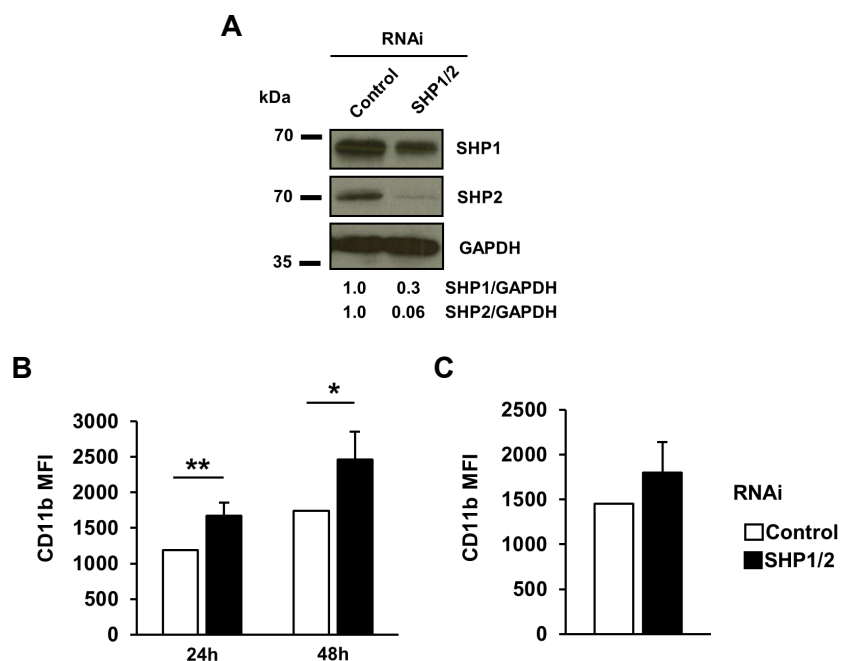 A
RNAi
kDa
Control
SHP1/2
70
SHP1
70
SHP2
GAPDH
35
1.0 0.3 SHP1/GAPDH
1.0 0.06 SHP2/GAPDH
B
CD11b MFI
3000
2500
2000
1500
1000
500
0
**
*
24h
48h
C
CD11b MFI
2500
2000
1500
1000
500
0
RNAi
Control
SHP1/2